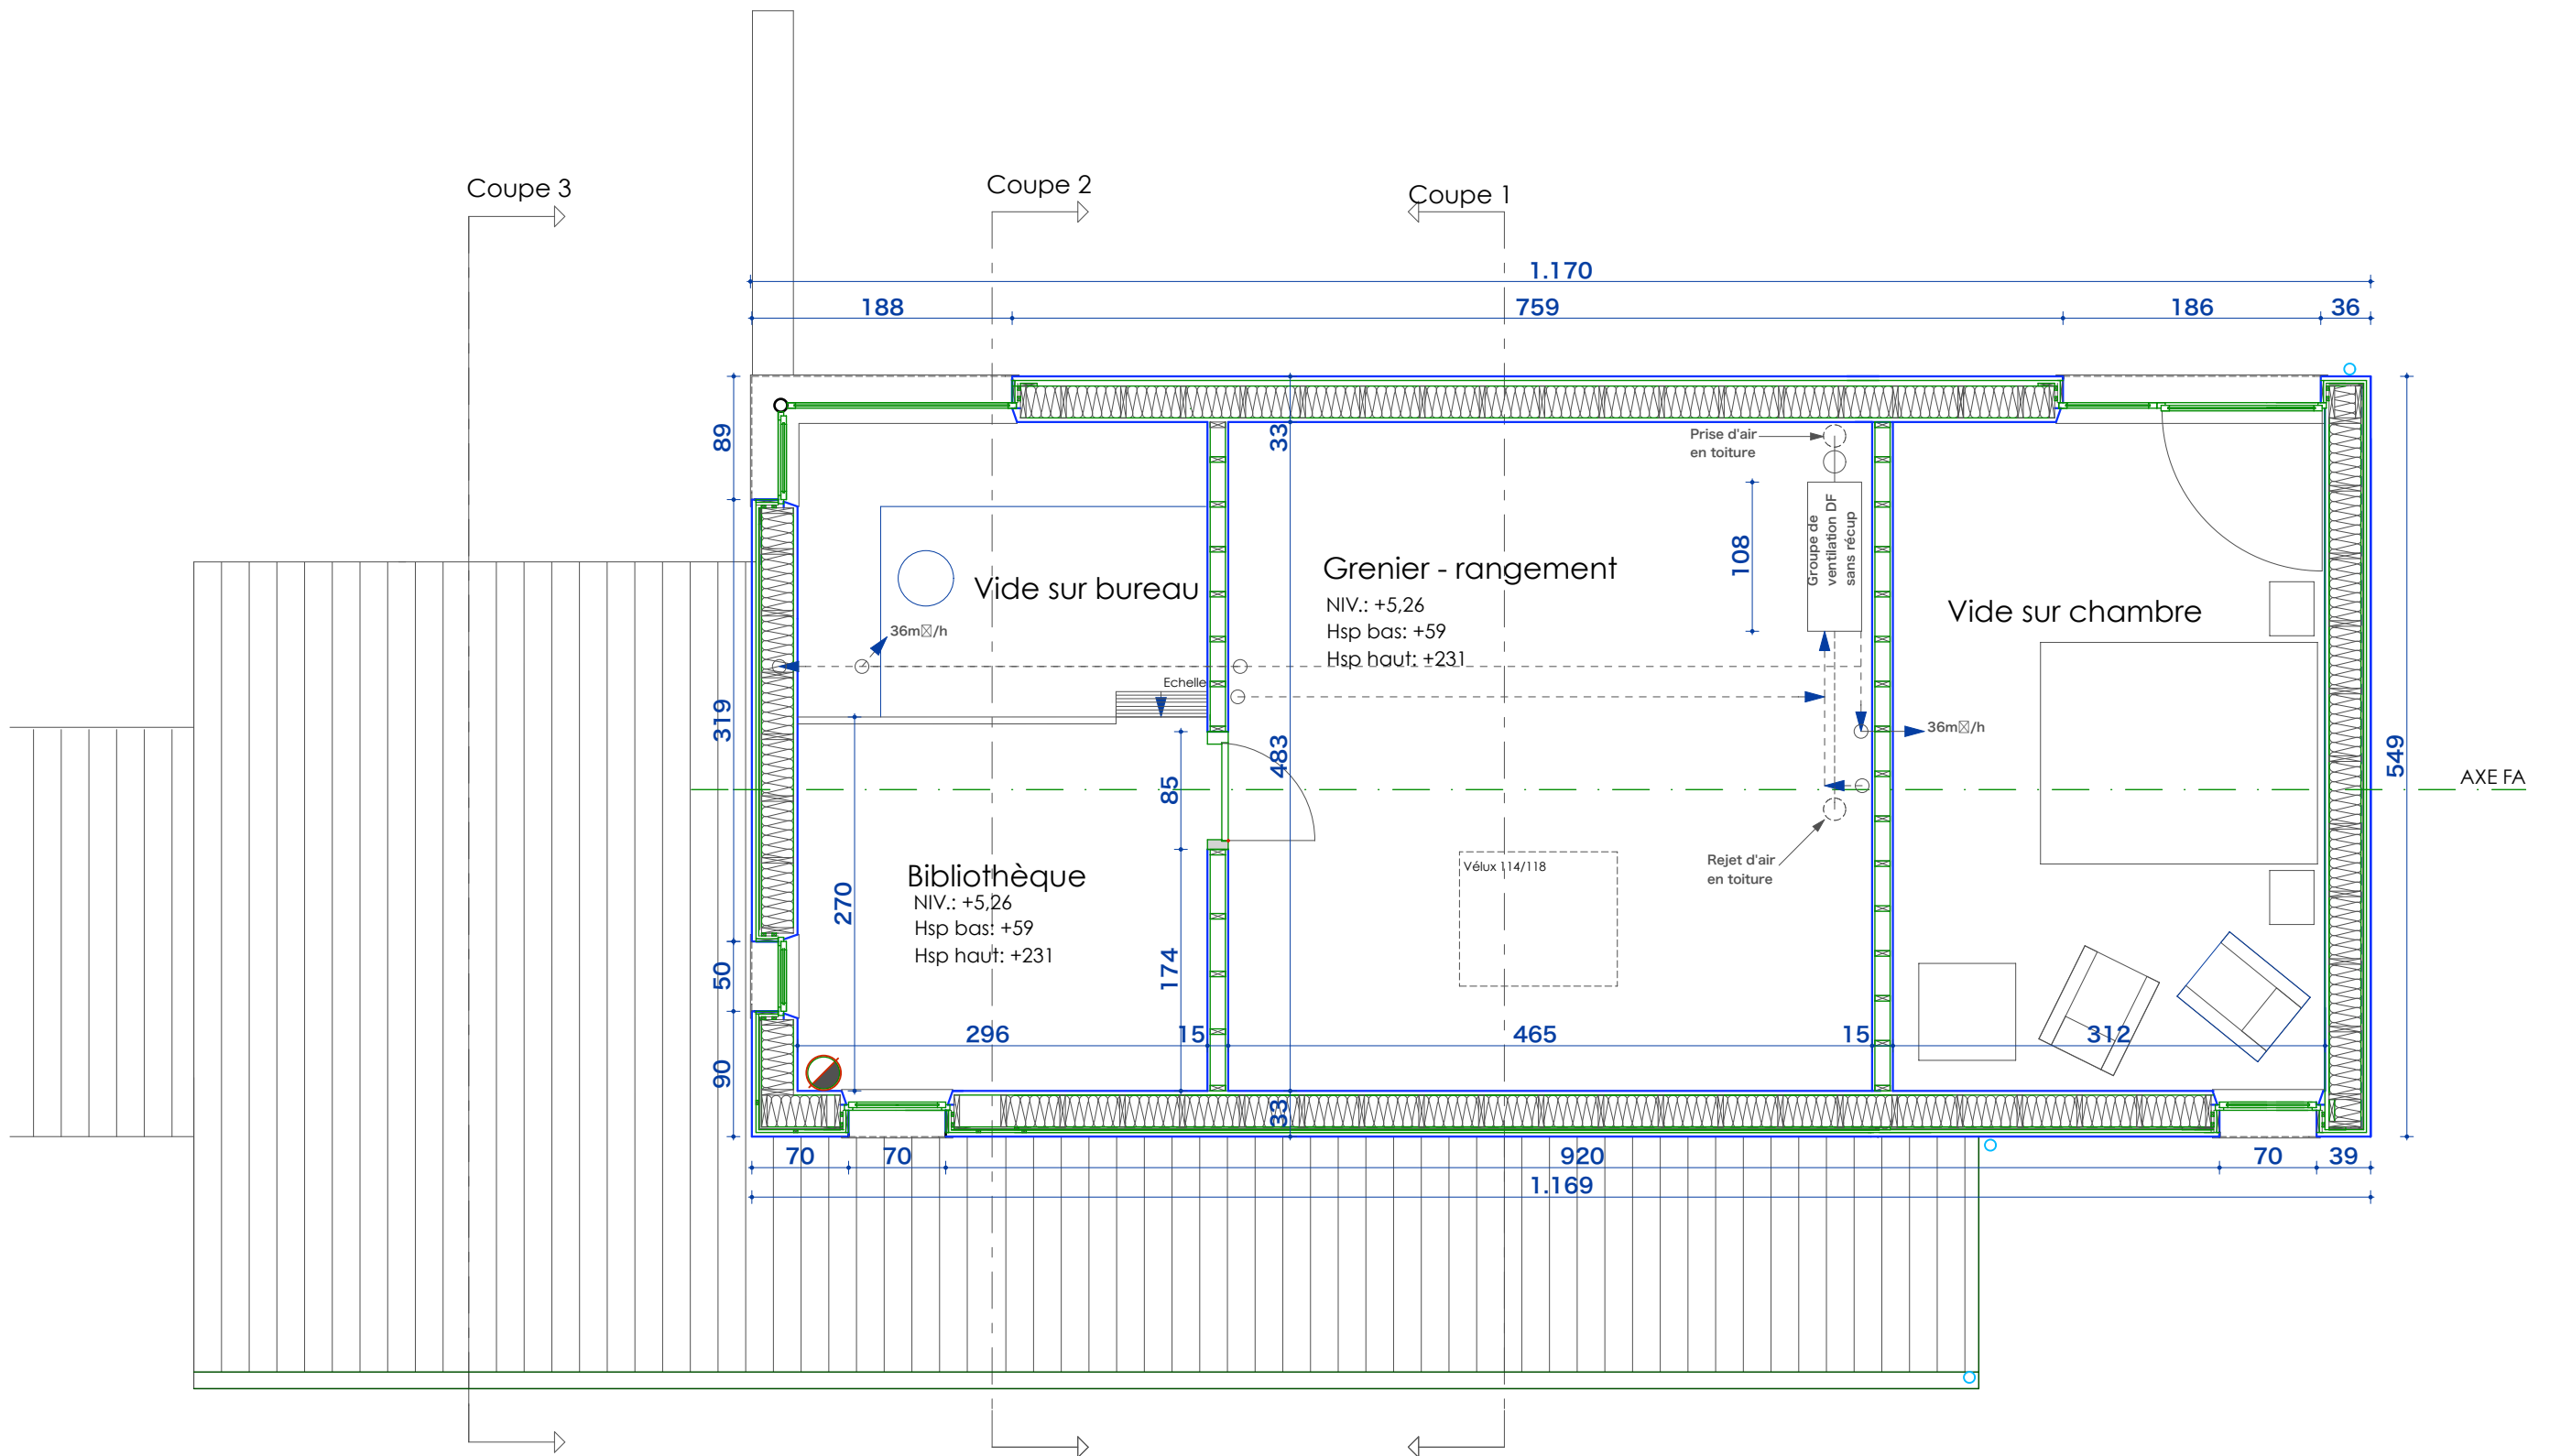 Coupe 3
Coupe 2
Coupe 1
1.170
188
759
186
36
89
33
Prise d'air
en toiture
Groupe de
ventilation DF
sans récup
108
Grenier - rangement
NIV.: +5,26
Hsp bas: +59
Hsp haut: +231
Vide sur bureau
Vide sur chambre
36m▯/h
Echelle
319
483
36m▯/h
549
85
AXE FA
Rejet d'air
en toiture
Vélux 114/118
Bibliothèque
NIV.: +5,26
Hsp bas: +59
Hsp haut: +231
270
174
50
296
15
465
15
312
90
33
70
70
920
70
39
1.169